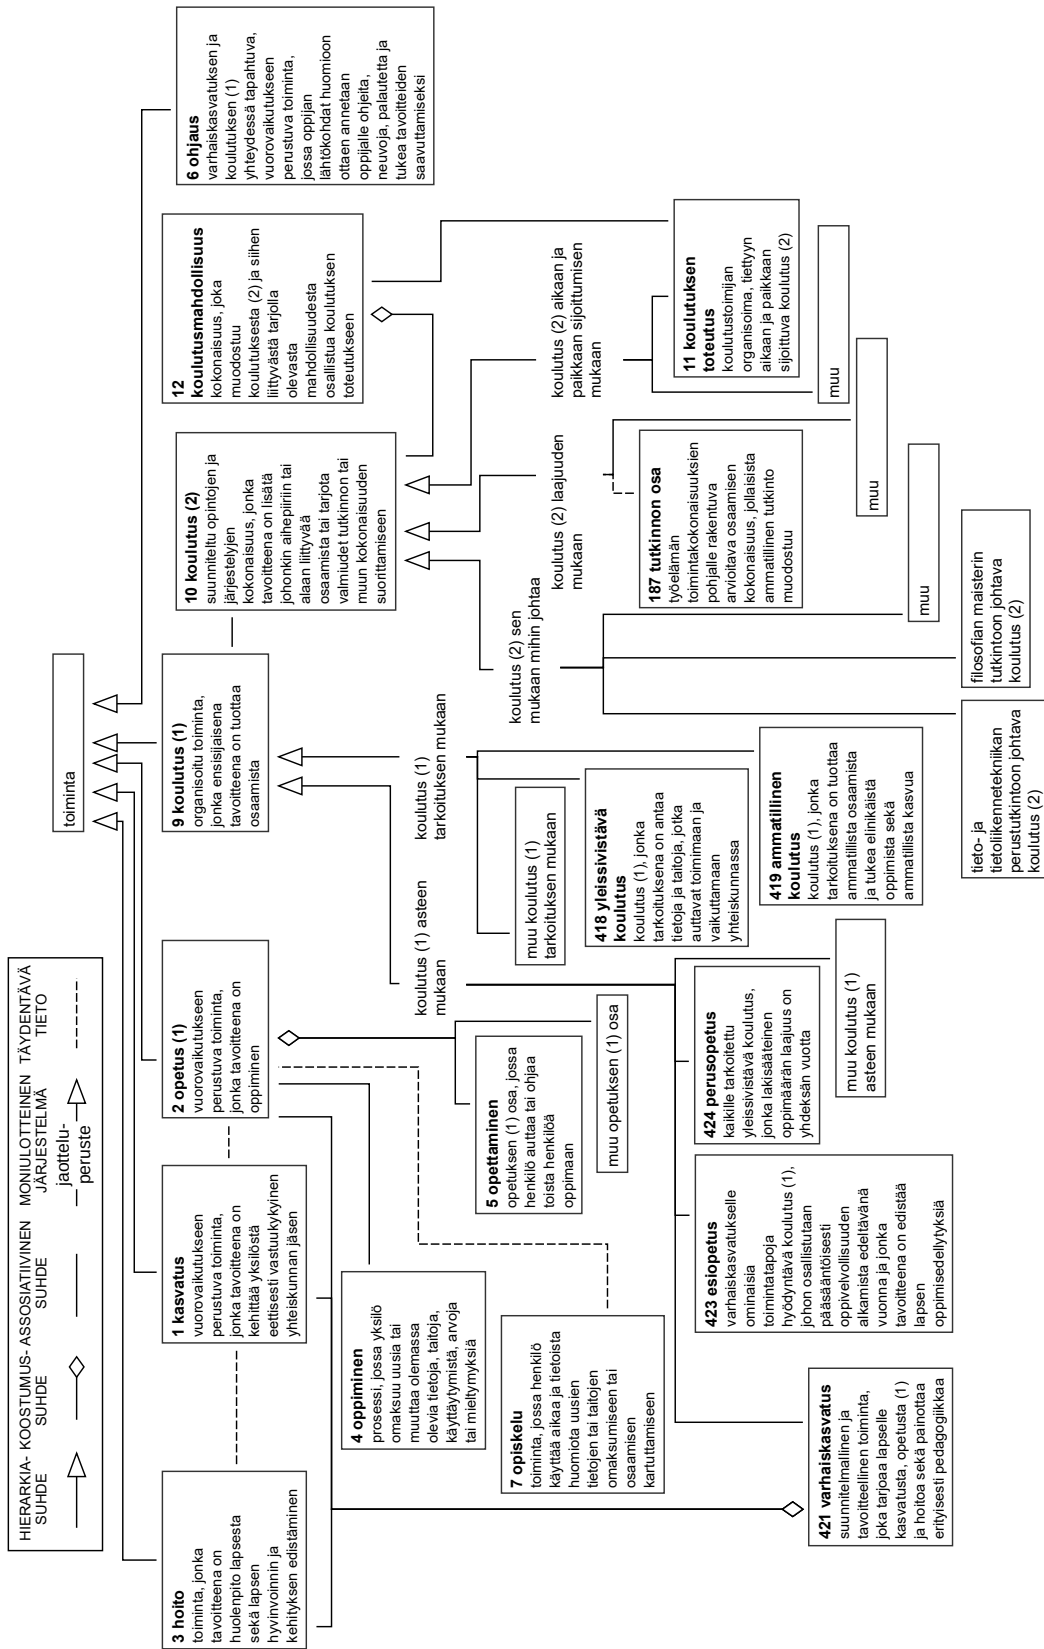 HIERARKIA-
SUHDE
KOOSTUMUS-
SUHDE
ASSOSIATIIVINEN
SUHDE
MONIULOTTEINEN
JÄRJESTELMÄ
jaottelu-
peruste
TÄYDENTÄVÄ
TIETO
toiminta
3 hoito
toiminta, jonka
tavoitteena on
huolenpito lapsesta
sekä lapsen
hyvinvoinnin ja
kehityksen edistäminen
1 kasvatus
vuorovaikutukseen
perustuva toiminta,
jonka tavoitteena on
kehittää yksilöstä
eettisesti vastuukykyinen
yhteiskunnan jäsen
2 opetus (1)
vuorovaikutukseen
perustuva toiminta,
jonka tavoitteena on
oppiminen
9 koulutus (1)
organisoitu toiminta,
jonka ensisijaisena
tavoitteena on tuottaa
osaamista
10 koulutus (2)
suunniteltu opintojen ja
järjestelyjen
kokonaisuus, jonka
tavoitteena on lisätä
johonkin aihepiiriin tai
alaan liittyvää
osaamista tai tarjota
valmiudet tutkinnon tai
muun kokonaisuuden
suorittamiseen
12
koulutusmahdollisuus
kokonaisuus, joka
muodostuu
koulutuksesta (2) ja siihen
liittyvästä tarjolla
olevasta
mahdollisuudesta
osallistua koulutuksen
toteutukseen
6 ohjaus
varhaiskasvatuksen ja
koulutuksen (1)
yhteydessä tapahtuva,
vuorovaikutukseen
perustuva toiminta,
jossa oppijan
lähtökohdat huomioon
ottaen annetaan
oppijalle ohjeita,
neuvoja, palautetta ja
tukea tavoitteiden
saavuttamiseksi
4 oppiminen
prosessi, jossa yksilö
omaksuu uusia tai
muuttaa olemassa
olevia tietoja, taitoja,
käyttäytymistä, arvoja
tai mieltymyksiä
7 opiskelu
toiminta, jossa henkilö
käyttää aikaa ja tietoista
huomiota uusien
tietojen tai taitojen
omaksumiseen tai
osaamisen
kartuttamiseen
5 opettaminen
opetuksen (1) osa, jossa
henkilö auttaa tai ohjaa
toista henkilöä
oppimaan
muu opetuksen (1) osa
koulutus (1) asteen
mukaan
koulutus (1)
tarkoituksen mukaan
muu koulutus (1)
tarkoituksen mukaan
418 yleissivistävä
koulutus
koulutus (1), jonka
tarkoituksena on antaa
tietoja ja taitoja, jotka
auttavat toimimaan ja
vaikuttamaan
yhteiskunnassa
419 ammatillinen
koulutus
koulutus (1), jonka
tarkoituksena on tuottaa
ammatillista osaamista
ja tukea elinikäistä
oppimista sekä
ammatillista kasvua
421 varhaiskasvatus
suunnitelmallinen ja
tavoitteellinen toiminta,
joka tarjoaa lapselle
kasvatusta, opetusta (1)
ja hoitoa sekä painottaa
erityisesti pedagogiikkaa
423 esiopetus
varhaiskasvatukselle
ominaisia
toimintatapoja
hyödyntävä koulutus (1),
johon osallistutaan
pääsääntöisesti
oppivelvollisuuden
alkamista edeltävänä
vuonna ja jonka
tavoitteena on edistää
lapsen
oppimisedellytyksiä
424 perusopetus
kaikille tarkoitettu
yleissivistävä koulutus,
jonka lakisääteinen
oppimäärän laajuus on
yhdeksän vuotta
muu koulutus (1)
asteen mukaan
koulutus (2) sen
mukaan mihin johtaa
koulutus (2) laajuuden
mukaan
koulutus (2) aikaan ja
paikkaan sijoittumisen
mukaan
tieto- ja
tietoliikennetekniikan
perustutkintoon johtava
koulutus (2)
filosofian maisterin
tutkintoon johtava
koulutus (2)
muu
187 tutkinnon osa
työelämän
toimintakokonaisuuksien
pohjalle rakentuva
arvioitava osaamisen
kokonaisuus, jollaisista
ammatillinen tutkinto
muodostuu
muu
11 koulutuksen
toteutus
koulutustoimijan
organisoima, tiettyyn
aikaan ja paikkaan
sijoittuva koulutus (2)
muu